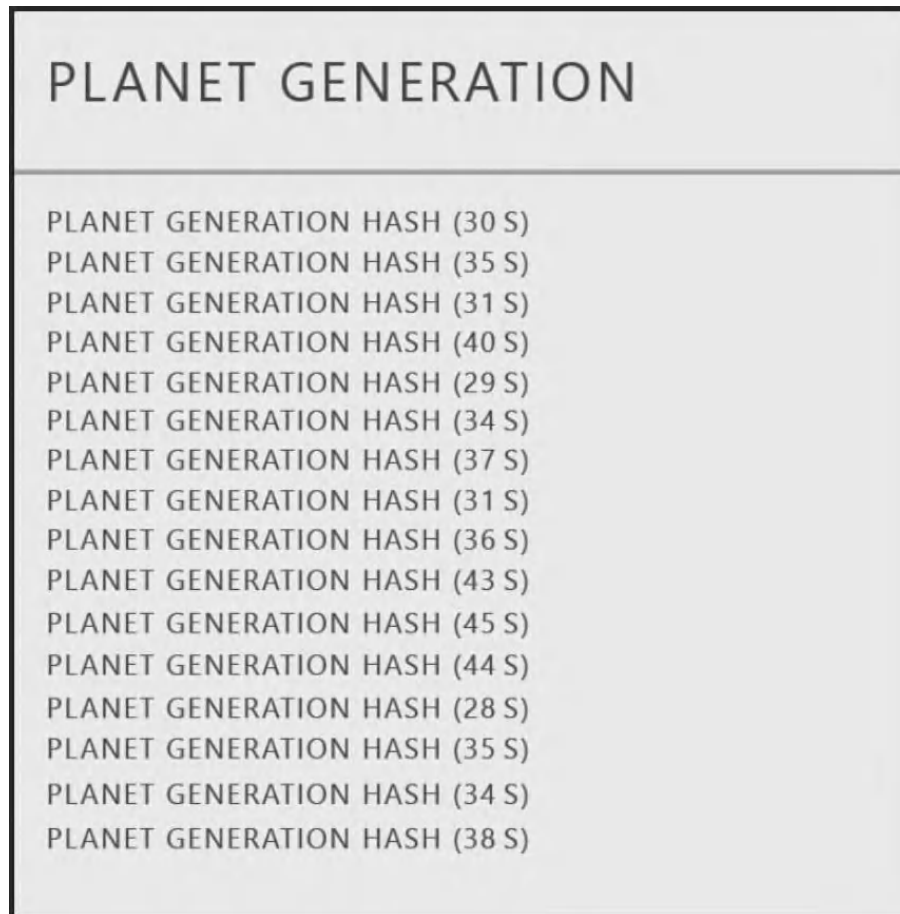 PLANET GENERATION
PLANET GENERATION HASH (30 S)
PLANET GENERATION HASH (35 S)
PLANET GENERATION HASH (31 S)
PLANET GENERATION HASH (40 S)
PLANET GENERATION HASH (29 S)
PLANET GENERATION HASH (34 S)
PLANET GENERATION HASH (37 S)
PLANET GENERATION HASH (31 S)
PLANET GENERATION HASH (36 S)
PLANET GENERATION HASH (43 S)
PLANET GENERATION HASH (45 S)
PLANET GENERATION HASH (44 S)
PLANET GENERATION HASH (28 S)
PLANET GENERATION HASH (35 S)
PLANET GENERATION HASH (34 S)
PLANET GENERATION HASH (38 S)